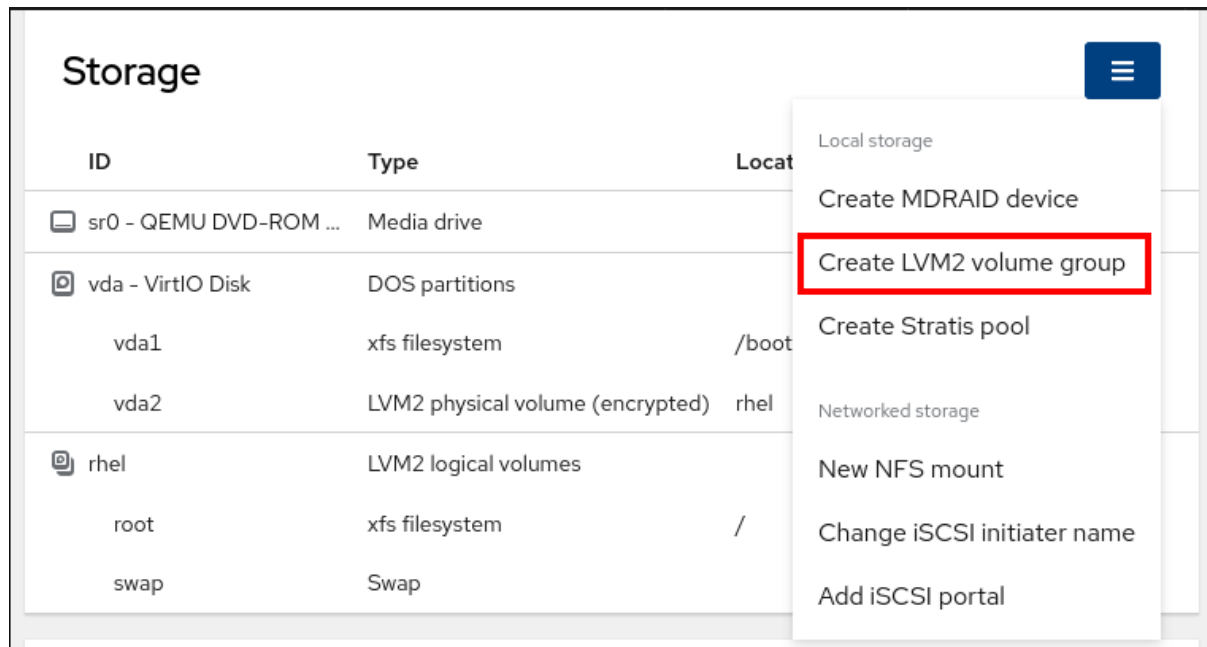 Storage
ID Type Locat
sr0 - QEMU DVD-ROM ... Media drive
vda - VirtIO Disk DOS partitions
vda1 xfs filesystem /boot
vda2 LVM2 physical volume (encrypted) rhel
rhel LVM2 logical volumes
root xfs filesystem /
swap Swap
Local storage
Create MDRAID device
Create LVM2 volume group
Create Stratis pool
Networked storage
New NFS mount
Change iSCSI initiater name
Add iSCSI portal